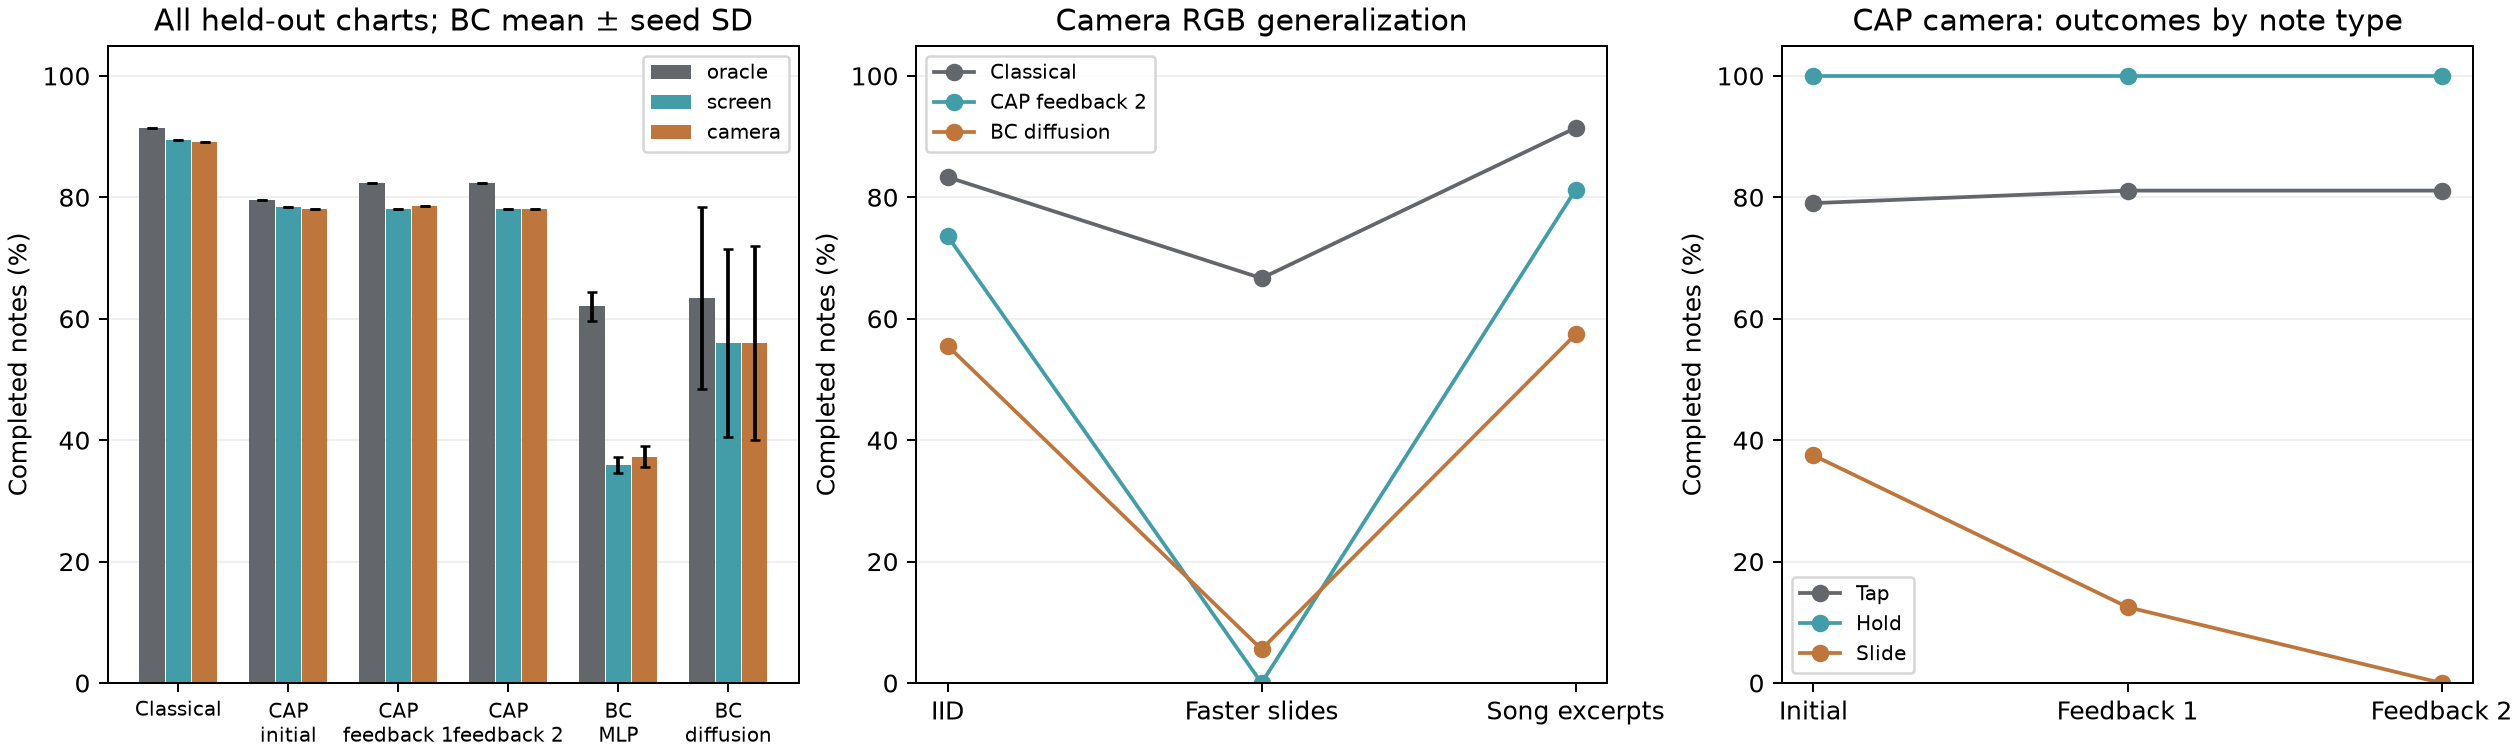 All held-out charts; BC mean ± seed SD
Completed notes (%)
100
80
60
40
20
0
oracle
screen
camera
Classical
CAP
initial
CAP
feedback 1
CAP
feedback 2
BC
MLP
BC
diffusion
Camera RGB generalization
Completed notes (%)
100
80
60
40
20
0
Classical
CAP feedback 2
BC diffusion
IID
Faster slides
Song excerpts
CAP camera: outcomes by note type
Completed notes (%)
100
80
60
40
20
0
Tap
Hold
Slide
Initial
Feedback 1
Feedback 2